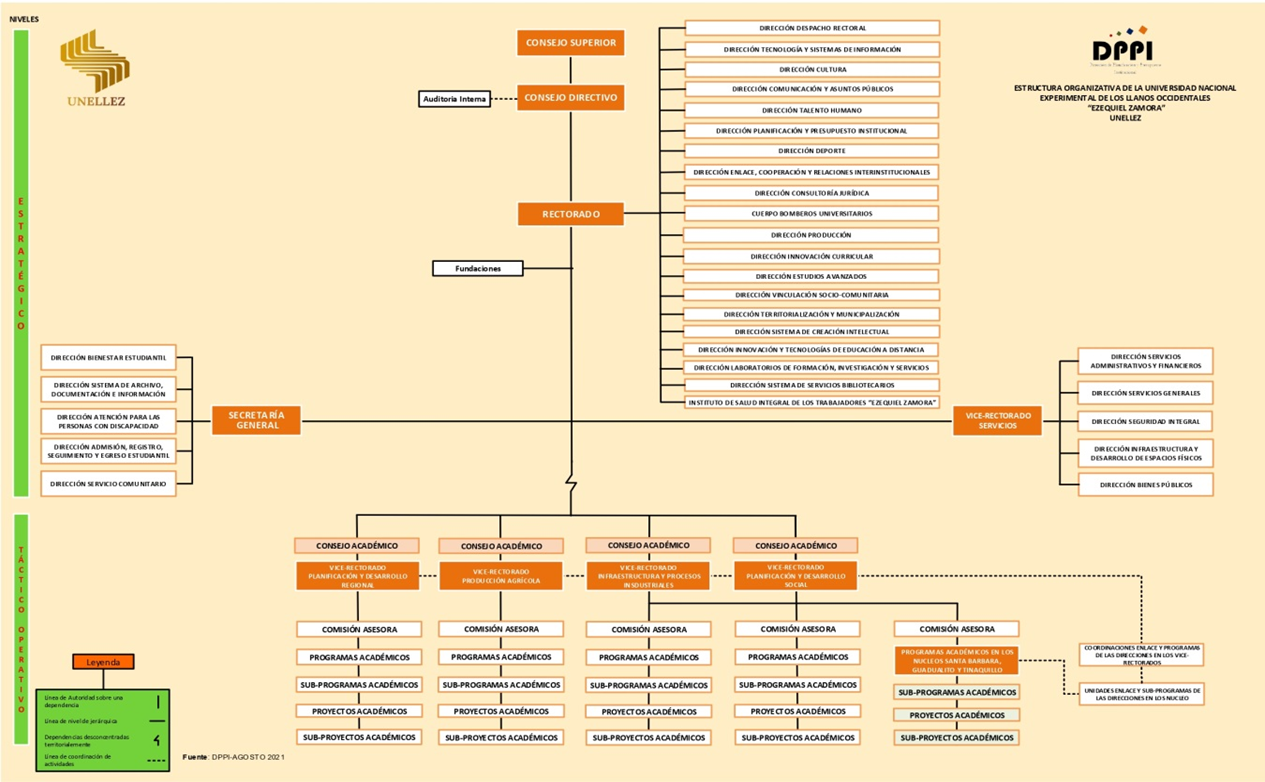 NIVELES
UNELLEZ
ESTRATÉGICO
CONSEJO SUPERIOR
Auditoria Interna
CONSEJO DIRECTIVO
RECTORADO
Fundaciones
DIRECCIÓN DESPACHO RECTORAL
DIRECCIÓN TECNOLOGÍA Y SISTEMAS DE INFORMACIÓN
DIRECCIÓN CULTURA
DIRECCIÓN COMUNICACIÓN Y ASUNTOS PÚBLICOS
DIRECCIÓN TALENTO HUMANO
DIRECCIÓN PLANIFICACIÓN Y PRESUPUESTO INSTITUCIONAL
DIRECCIÓN DEPORTE
DIRECCIÓN ENLACE, COOPERACIÓN Y RELACIONES INTERINSTITUCIONALES
DIRECCIÓN CONSULTORÍA JURÍDICA
CUERPO BOMBEROS UNIVERSITARIOS
DIRECCIÓN PRODUCCIÓN
DIRECCIÓN INNOVACIÓN CURRICULAR
DIRECCIÓN ESTUDIOS AVANZADOS
DIRECCIÓN VINCULACIÓN SOCIO-COMUNITARIA
DIRECCIÓN TERRITORIALIZACIÓN Y MUNICIPALIZACIÓN
DIRECCIÓN SISTEMA DE CREACIÓN INTELECTUAL
DIRECCIÓN INNOVACIÓN Y TECNOLOGÍAS DE EDUCACIÓN A DISTANCIA
DIRECCIÓN LABORATORIOS DE FORMACIÓN, INVESTIGACIÓN Y SERVICIOS
DIRECCIÓN SISTEMA DE SERVICIOS BIBLIOTECARIOS
INSTITUTO DE SALUD INTEGRAL DE LOS TRABAJADORES "EZEQUIEL ZAMORA"
DPPI
ESTRUCTURA ORGANIZATIVA DE LA UNIVERSIDAD NACIONAL
EXPERIMENTAL DE LOS LLANOS OCCIDENTALES
"EZEQUIEL ZAMORA"
UNELLEZ
DIRECCIÓN BIENESTAR ESTUDIANTIL
DIRECCIÓN SISTEMA DE ARCHIVO,
DOCUMENTACIÓN E INFORMACIÓN
DIRECCIÓN ATENCIÓN PARA LAS
PERSONAS CON DISCAPACIDAD
DIRECCIÓN ADMISIÓN, REGISTRO,
SEGUIMIENTO Y EGRESO ESTUDIANTIL
DIRECCIÓN SERVICIO COMUNITARIO
SECRETARÍA
GENERAL
VICE-RECTORADO
SERVICIOS
DIRECCIÓN SERVICIOS
ADMINISTRATIVOS Y FINANCIEROS
DIRECCIÓN SERVICIOS GENERALES
DIRECCIÓN SEGURIDAD INTEGRAL
DIRECCIÓN INFRAESTRUCTURA Y
DESARROLLO DE ESPACIOS FÍSICOS
DIRECCIÓN BIENES PÚBLICOS
TÁCTICO OPERATIVO
CONSEJO ACADÉMICO
VICE-RECTORADO
PLANIFICACIÓN Y DESARROLLO
REGIONAL
COMISIÓN ASESORA
PROGRAMAS ACADÉMICOS
SUB-PROGRAMAS ACADÉMICOS
PROYECTOS ACADÉMICOS
SUB-PROYECTOS ACADÉMICOS
CONSEJO ACADÉMICO
VICE-RECTORADO
PRODUCCIÓN AGRÍCOLA
COMISIÓN ASESORA
PROGRAMAS ACADÉMICOS
SUB-PROGRAMAS ACADÉMICOS
PROYECTOS ACADÉMICOS
SUB-PROYECTOS ACADÉMICOS
CONSEJO ACADÉMICO
VICE-RECTORADO
INFRAESTRUCTURA Y PROCESOS
INSDUSTRIALES
COMISIÓN ASESORA
PROGRAMAS ACADÉMICOS
SUB-PROGRAMAS ACADÉMICOS
PROYECTOS ACADÉMICOS
SUB-PROYECTOS ACADÉMICOS
CONSEJO ACADÉMICO
VICE-RECTORADO
PLANIFICACIÓN Y DESARROLLO
SOCIAL
COMISIÓN ASESORA
PROGRAMAS ACADÉMICOS
SUB-PROGRAMAS ACADÉMICOS
PROYECTOS ACADÉMICOS
SUB-PROYECTOS ACADÉMICOS
COMISIÓN ASESORA
PROGRAMAS ACADÉMICOS EN LOS
NUCLEOS SANTA BARBARA,
GUADUALITO Y TINAQUILLO
SUB-PROGRAMAS ACADÉMICOS
PROYECTOS ACADÉMICOS
SUB-PROYECTOS ACADÉMICOS
COORDINACIONES ENLACE Y PROGRAMAS
DE LAS DIRECCIONES EN LOS VICE-
RECTORADOS
UNIDADES ENLACE Y SUB-PROGRAMAS DE
LAS DIRECCIONES EN LOS NUCLEO
Leyenda
Línea de Autoridad sobre una
dependencia
Línea de nivel de jerárquica
Dependencias desconcentradas
territorialemente
Línea de coordinación de
actividades
Fuente: DPPI-AGOSTO 2021